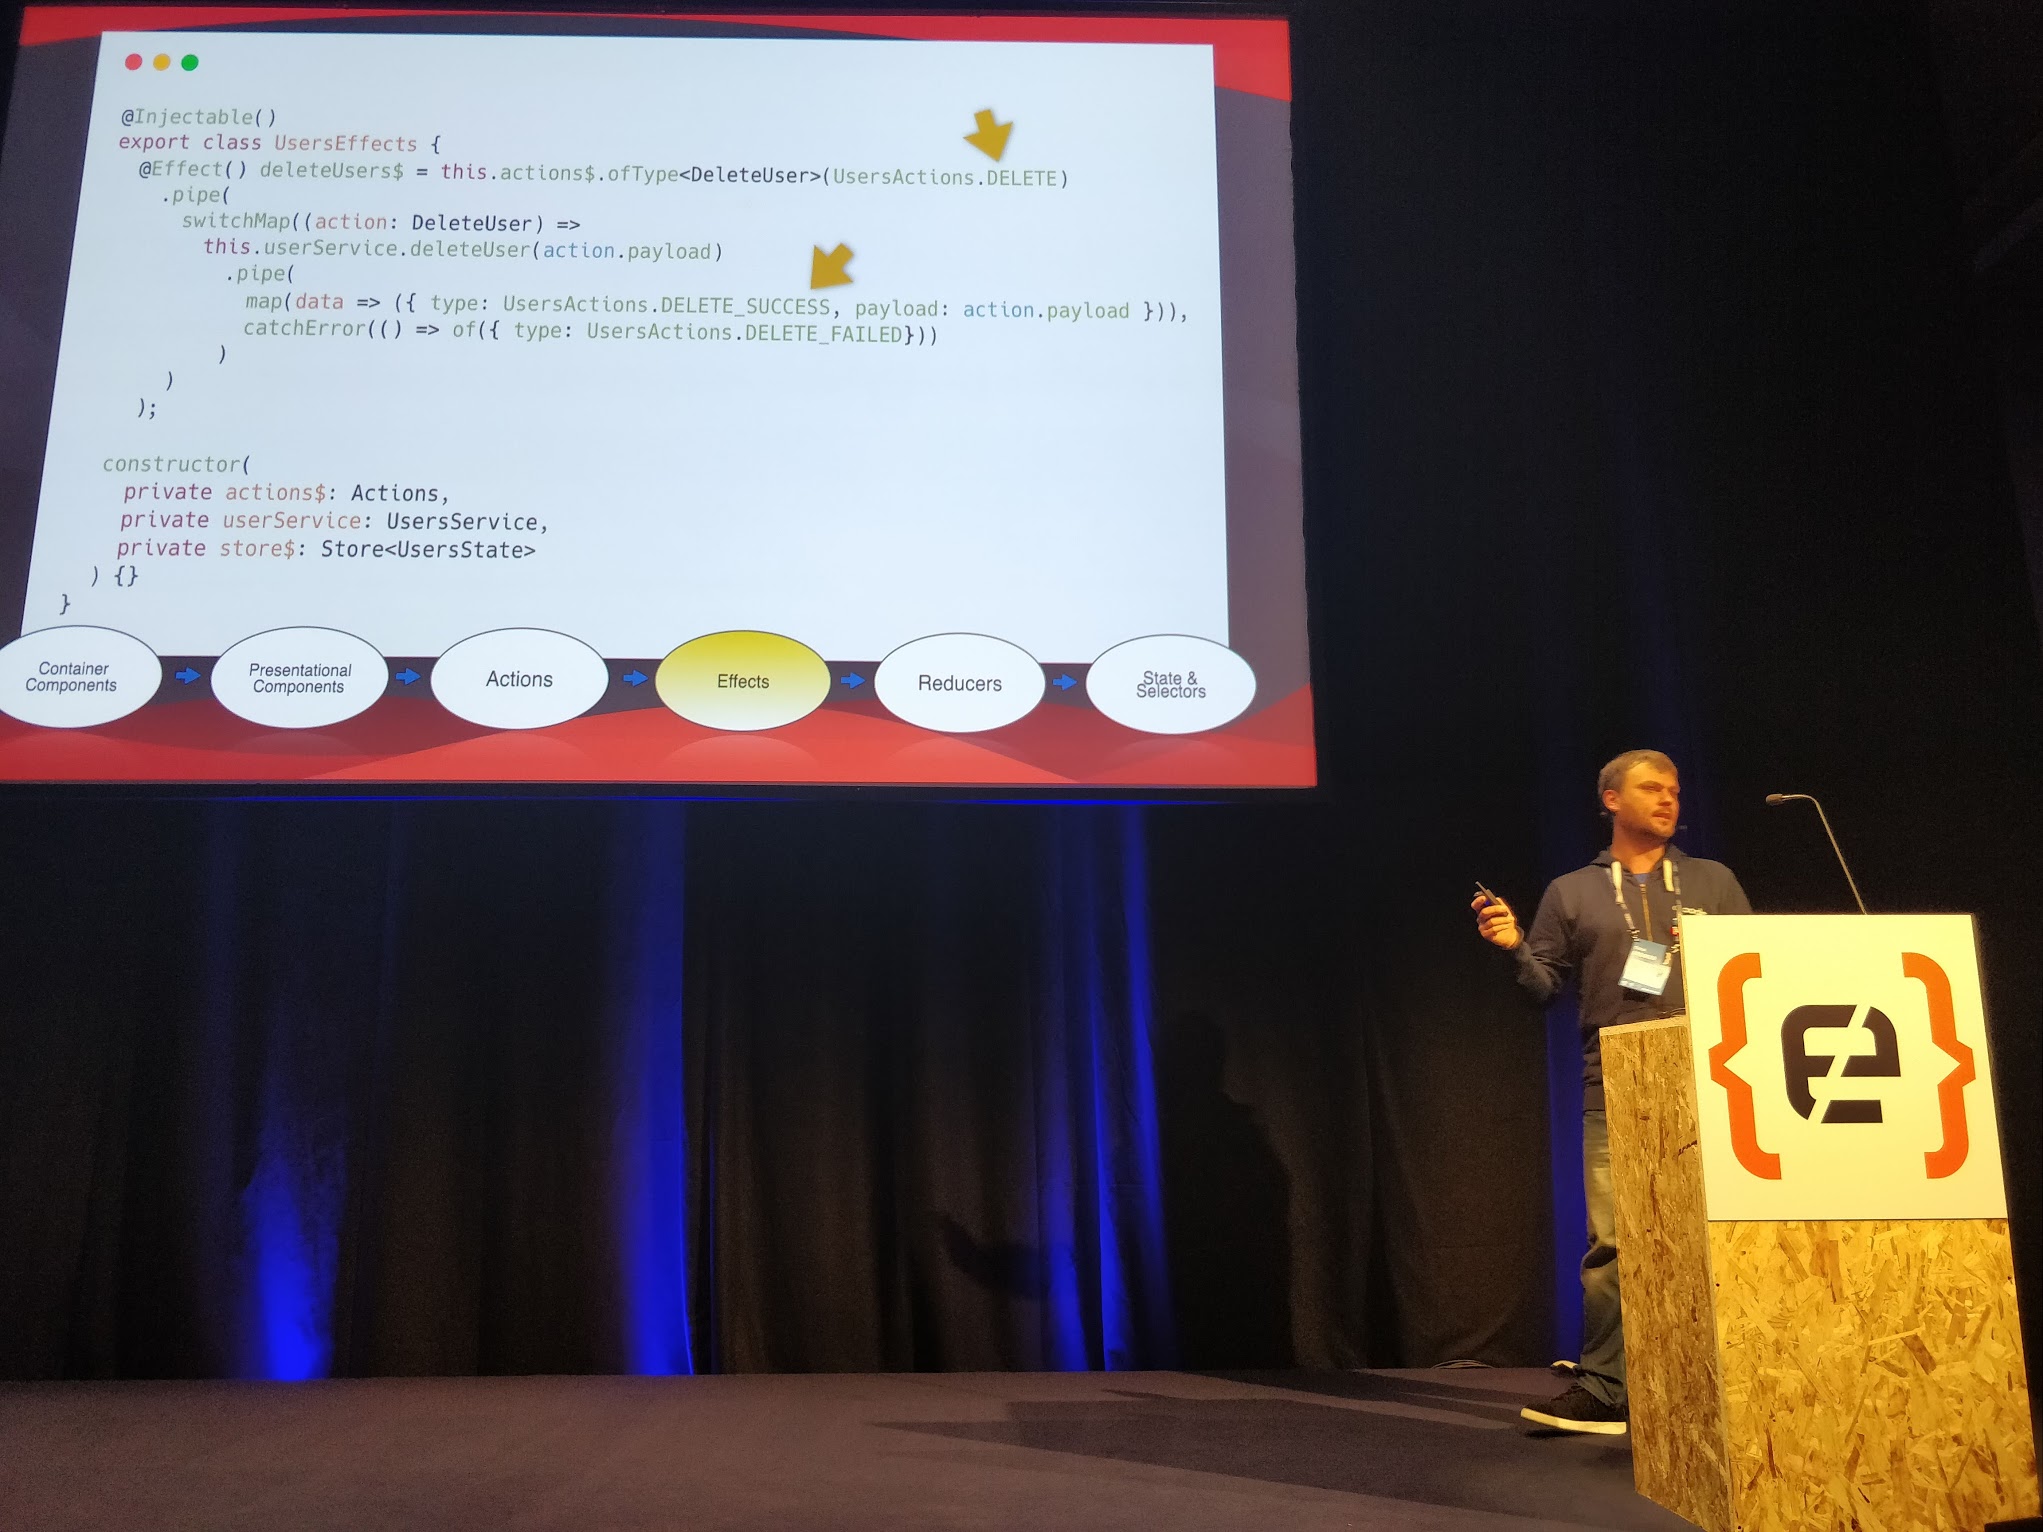 @Injectable()
export class UsersEffects {
@Effect() deleteUsers$ = this.actions$.ofType<DeleteUser>(UsersActions.DELETE)
.pipe(
switchMap((action: DeleteUser) =>
this.userService.deleteUser(action.payload)
.pipe(
map(data => ({ type: UsersActions.DELETE_SUCCESS, payload: action.payload })),
catchError(() => of({ type: UsersActions.DELETE_FAILED}))
)
)
);
constructor(
private actions$: Actions,
private userService: UsersService,
private store$: Store<UsersState>
) {}
}
Container
Components
Presentational
Components
Actions
Effects
Reducers
State &
Selectors
{e}